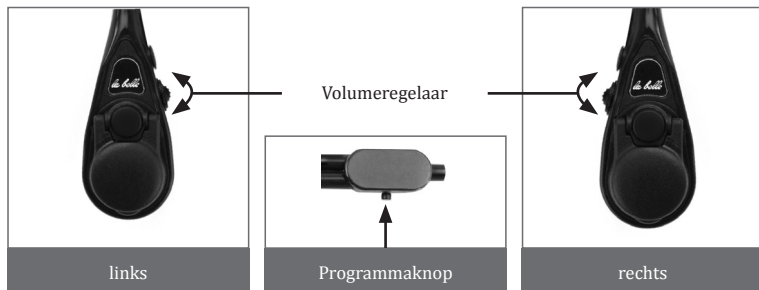 la belle
la belle
Volumeregelaar
links
Programmaknop
rechts